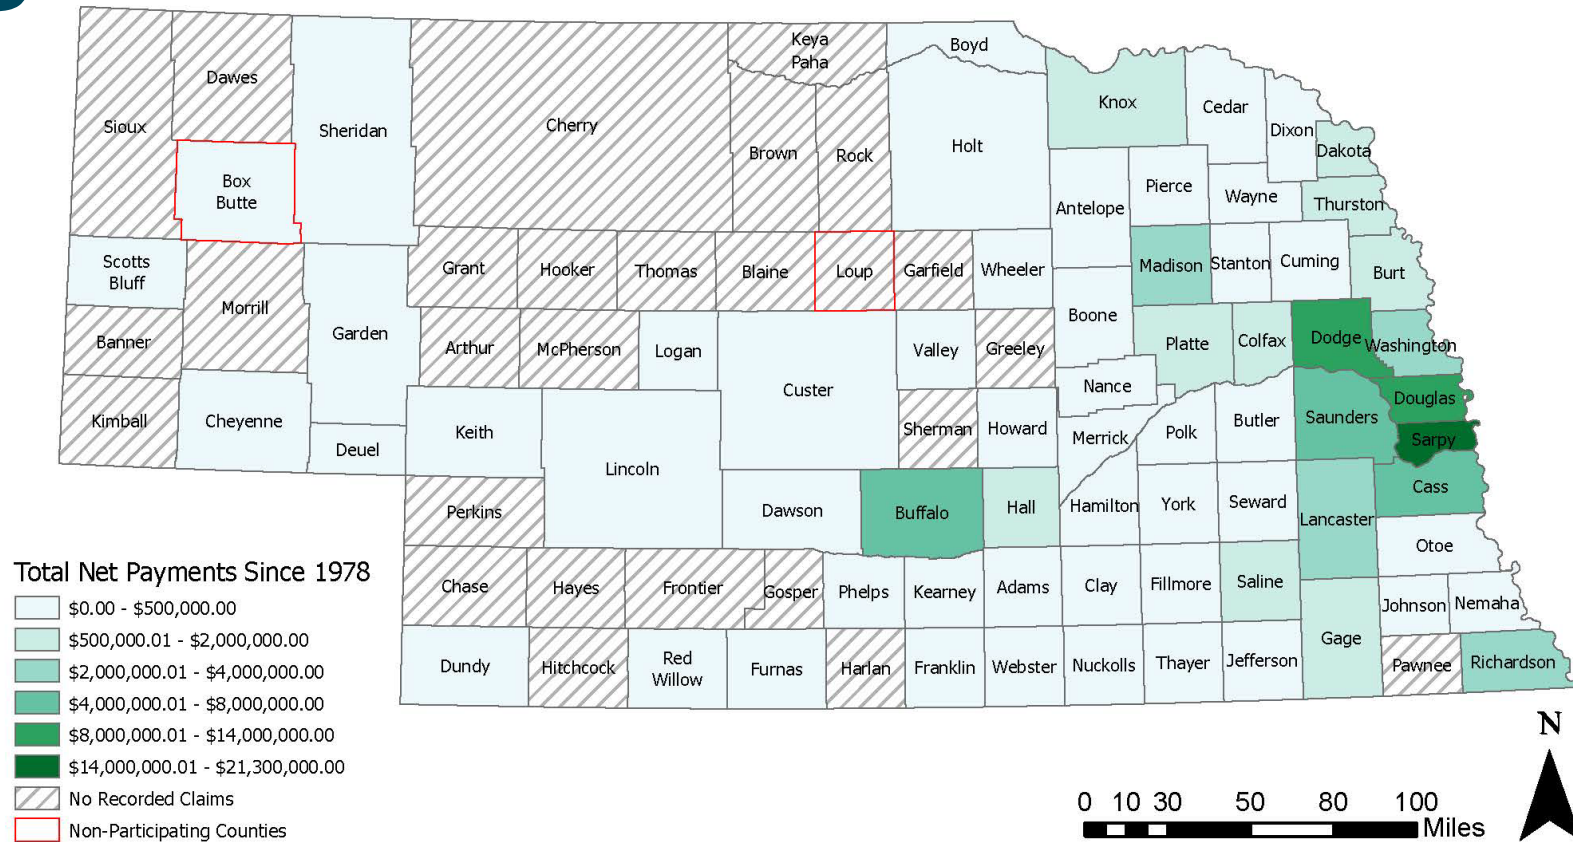 Keya
Paha
Boyd
Dawes
Sioux
Sheridan
Cherry
Brown
Rock
Holt
Knox
Cedar
Dixon
Dakota
Box
Butte
Antelope
Pierce
Wayne
Thurston
Scotts
Bluff
Morrill
Garden
Grant
Hooker
Thomas
Blaine
Loup
Garfield
Wheeler
Madison
Stanton
Cuming
Burt
Banner
Arthur
McPherson
Logan
Custer
Valley
Greeley
Boone
Platte
Colfax
Dodge
Washington
Kimball
Cheyenne
Deuel
Keith
Lincoln
Sherman
Howard
Nance
Merrick
Polk
Butler
Saunders
Douglas
Sarpy
Perkins
Dawson
Buffalo
Hall
Hamilton
York
Seward
Lancaster
Cass
Otoe
Chase
Hayes
Frontier
Gosper
Phelps
Kearney
Adams
Clay
Fillmore
Saline
Johnson
Nemaha
Dundy
Hitchcock
Red
Willow
Furnas
Harlan
Franklin
Webster
Nuckolls
Thayer
Jefferson
Gage
Pawnee
Richardson
Total Net Payments Since 1978
$0.00 - $500,000.00
$500,000.01 - $2,000,000.00
$2,000,000.01 - $4,000,000.00
$4,000,000.01 - $8,000,000.00
$8,000,000.01 - $14,000,000.00
$14,000,000.01 - $21,300,000.00
No Recorded Claims
Non-Participating Counties
N
0 10 30 50 80 100
Miles